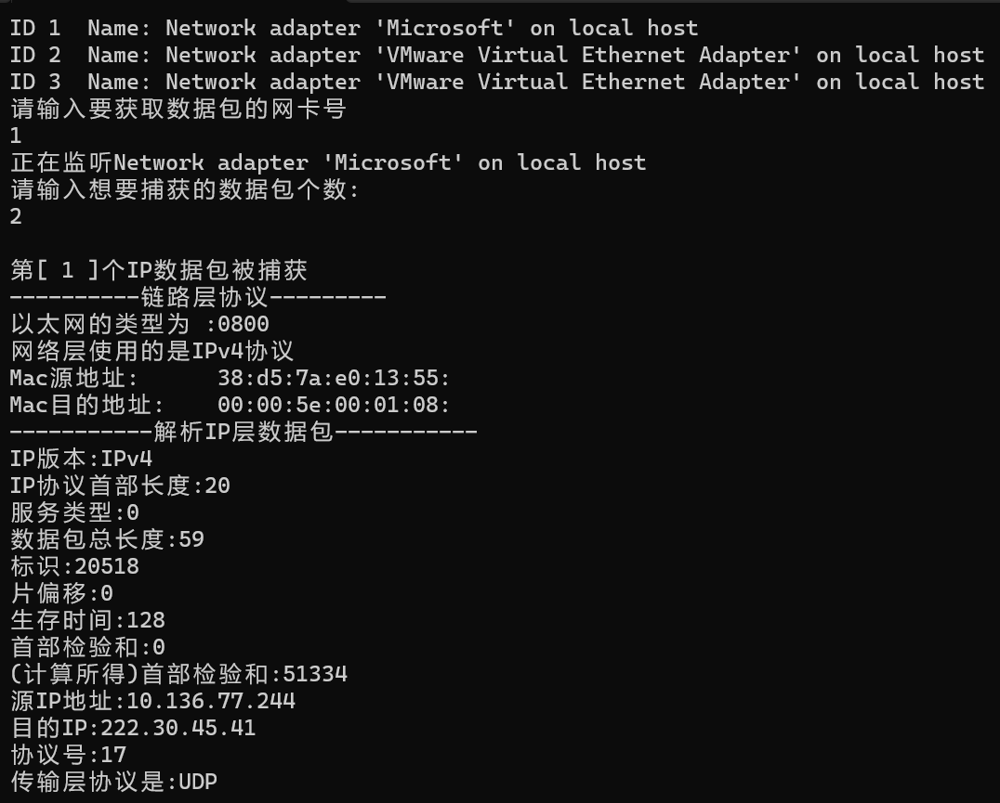 ID 1  Name: Network adapter 'Microsoft' on local host
ID 2  Name: Network adapter 'VMware Virtual Ethernet Adapter' on local host
ID 3  Name: Network adapter 'VMware Virtual Ethernet Adapter' on local host
请输入要获取数据包的网卡号
1
正在监听Network adapter 'Microsoft' on local host
请输入想要捕获的数据包个数:
2
第[ 1 ]个IP数据包被捕获
----------链路层协议---------
以太网的类型为 :0800
网络层使用的是IPv4协议
Mac源地址:      38:d5:7a:e0:13:55:
Mac目的地址:    00:00:5e:00:01:08:
-----------解析IP层数据包-----------
IP版本:IPv4
IP协议首部长度:20
服务类型:0
数据包总长度:59
标识:20518
片偏移:0
生存时间:128
首部检验和:0
(计算所得)首部检验和:51334
源IP地址:10.136.77.244
目的IP:222.30.45.41
协议号:17
传输层协议是:UDP